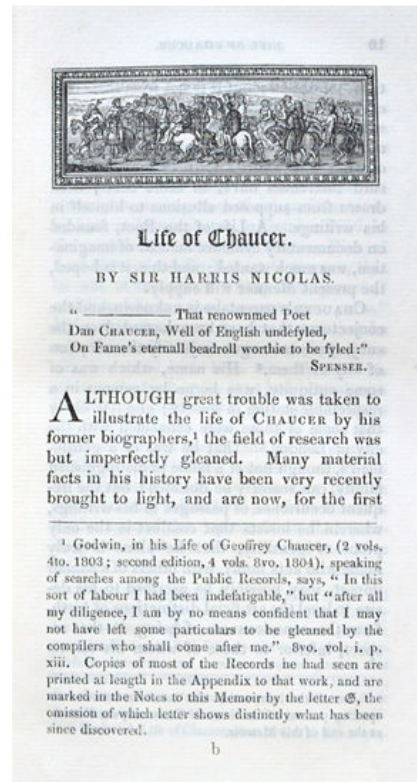 Life of Chaucer.
BY SIR HARRIS NICOLAS.
“ ———— That renownmed Poet
Dan CHAUCER, Well of English undefyled,
On Fame's eternall beadroll worthie to be fyled :”
SPENSER.
ALTHOUGH great trouble was taken to
illustrate the life of CHAUCER by his
former biographers,¹ the field of research was
but imperfectly gleaned. Many material
facts in his history have been very recently
brought to light, and are now, for the first
¹ Godwin, in his Life of Geoffrey Chaucer, (2 vols.
4to. 1803 ; second edition, 4 vols. 8vo. 1804), speaking
of searches among the Public Records, says, “ In this
sort of labour I had been indefatigable,” but “after all
my diligence, I am by no means confident that I may
not have left some particulars to be gleaned by the
compilers who shall come after me.” 8vo. vol. i. p.
xiii. Copies of most of the Records he had seen are
printed at length in the Appendix to that work, and are
marked in the Notes to this Memoir by the letter G, the
omission of which letter shows distinctly what has been
since discovered.
b